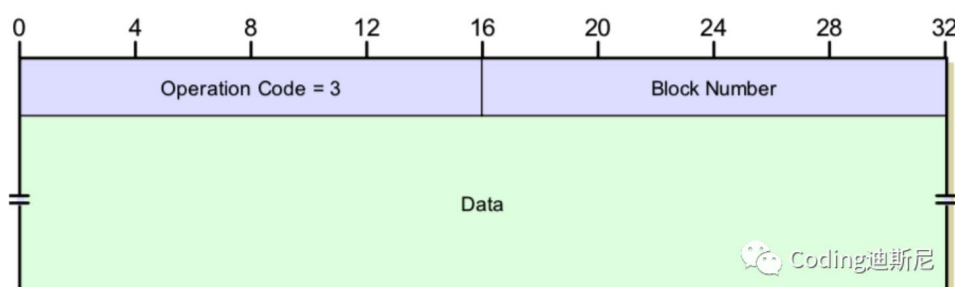 0 4 8 12 16 20 24 28 32
Operation Code = 3 Block Number
Data
Coding迪斯尼